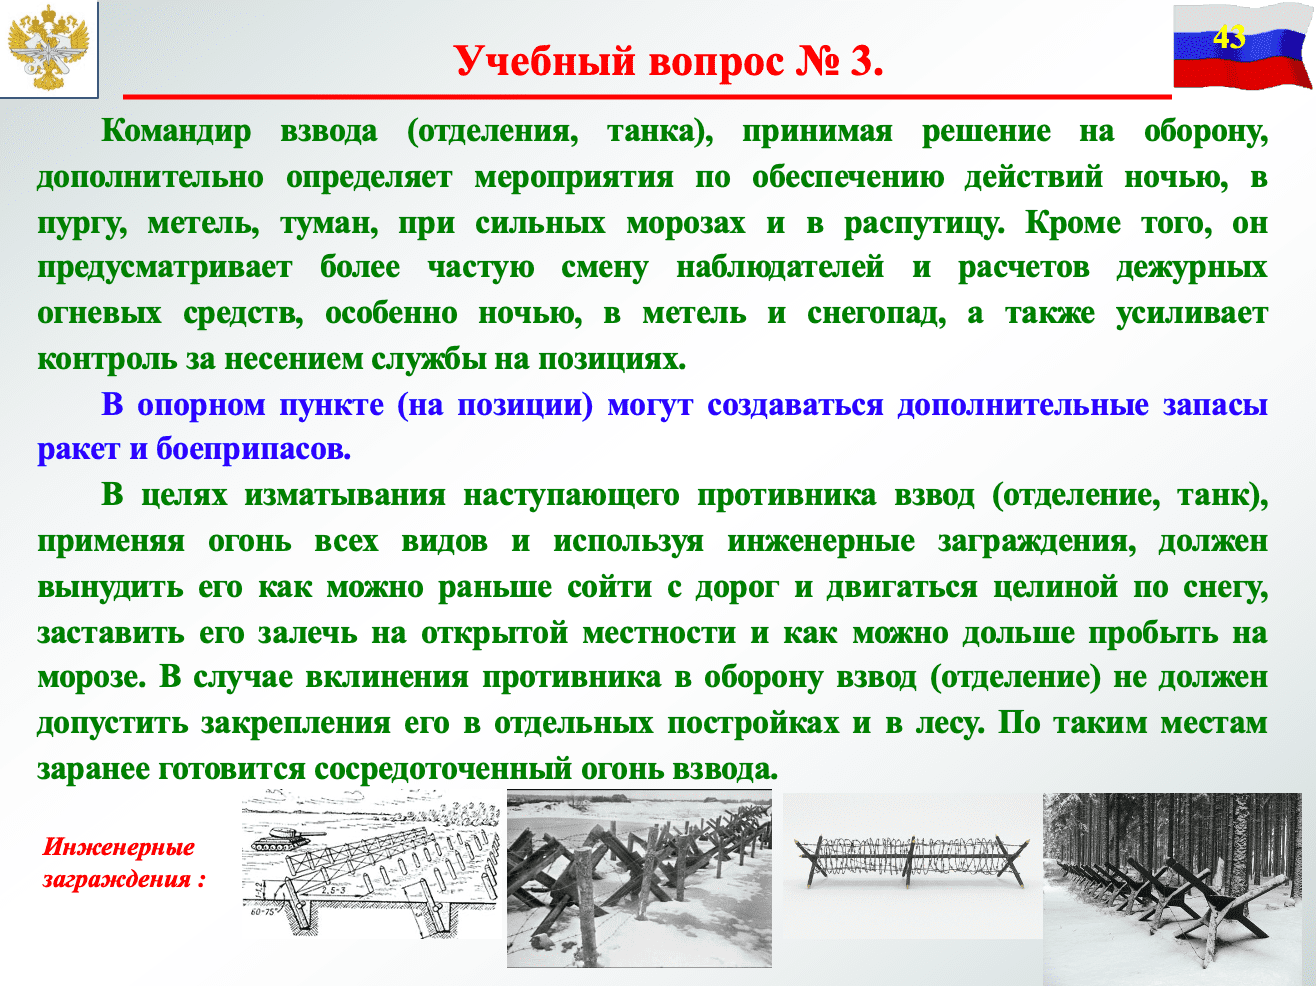 43
Учебный вопрос № 3.
Командир взвода (отделения, танка), принимая решение на оборону,
дополнительно определяет мероприятия по обеспечению действий ночью, в
пургу, метель, туман, при сильных морозах и в распутицу. Кроме того, он
предусматривает более частую смену наблюдателей и расчетов дежурных
огневых средств, особенно ночью, в метель и снегопад, а также усиливает
контроль за несением службы на позициях.
В опорном пункте (на позиции) могут создаваться дополнительные запасы
ракет и боеприпасов.
В целях изматывания наступающего противника взвод (отделение, танк),
применяя огонь всех видов и используя инженерные заграждения, должен
вынудить его как можно раньше сойти с дорог и двигаться целиной по снегу,
заставить его залечь на открытой местности и как можно дольше пробыть на
морозе. В случае вклинения противника в оборону взвод (отделение) не должен
допустить закрепления его в отдельных постройках и в лесу. По таким местам
заранее готовится сосредоточенный огонь взвода.
Инженерные
заграждения :
2,5-3
60-75°